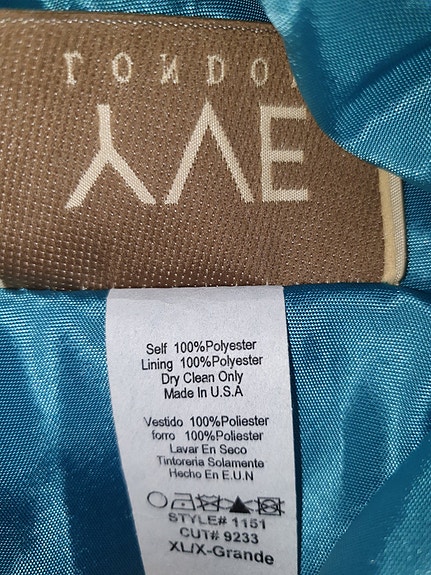 LONDON
YVE
Self 100%Polyester
Lining 100%Polyester
Dry Clean Only
Made In U.S.A
Vestido 100%Poliester
forro 100%Poliester
Lavar En Seco
Tintoreria Solamente
Hecho En E.U.N
STYLE# 1151
CUT# 9233
XL/X-Grande